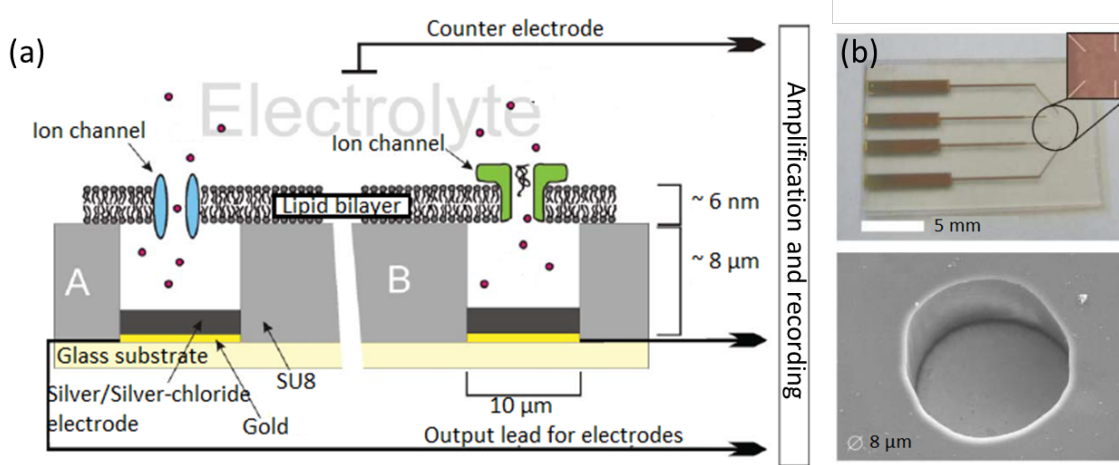 (a)
Counter electrode
Electrolyte
Ion channel
Ion channel
Lipid bilayer
~ 6 nm
~ 8 µm
A
B
Glass substrate
Silver/Silver-chloride
electrode
Gold
SU8
10 µm
Output lead for electrodes
Amplification and recording
(b)
5 mm
∅ 8 µm